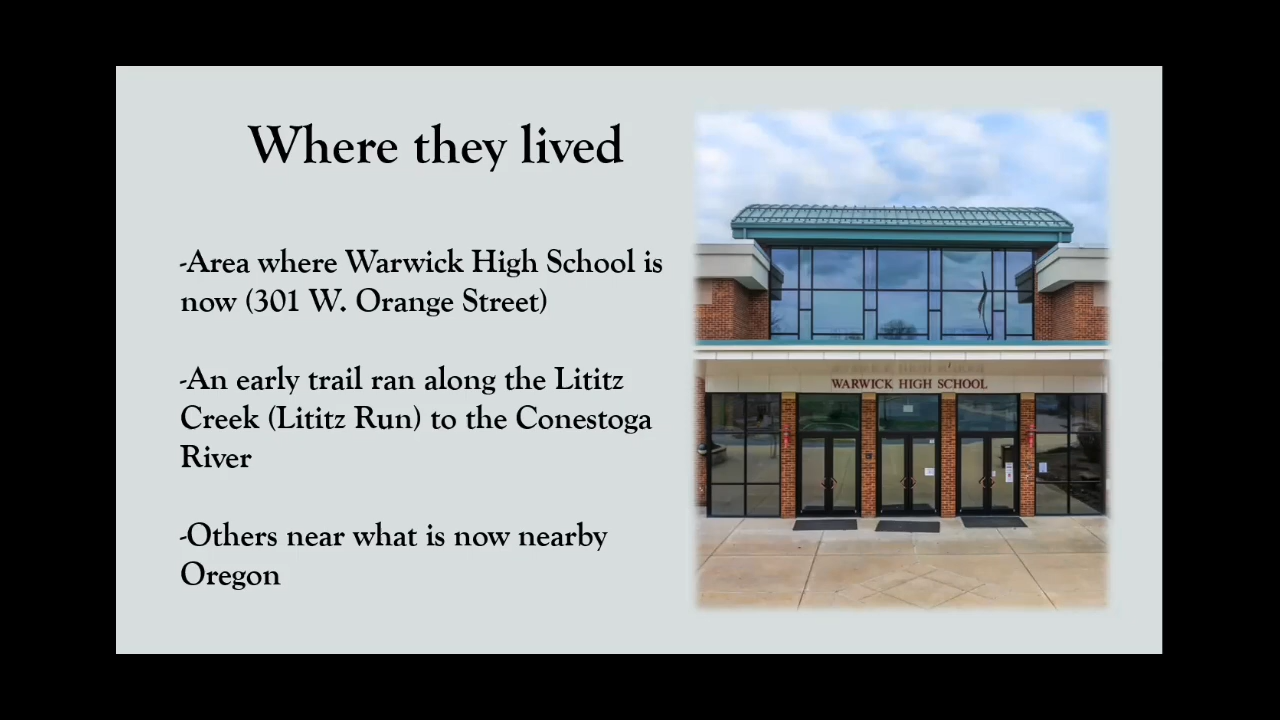 Where they lived
-Area where Warwick High School is
now (301 W. Orange Street)
-An early trail ran along the Lititz
Creek (Lititz Run) to the Conestoga
River
-Others near what is now nearby
Oregon
WARWICK HIGH SCHOOL